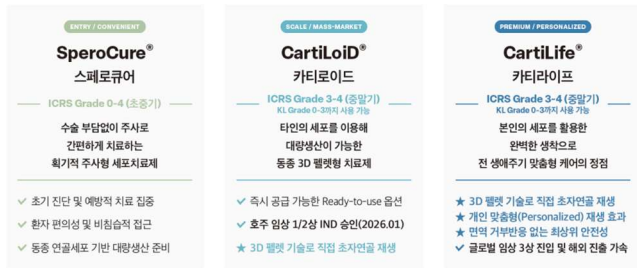 ENTRY / CONVENIENT
SperoCure®
스페로큐어
ICRS Grade 0-4 (초중기)
수술 부담없이 주사로
간편하게 치료하는
획기적 주사형 세포치료제
초기 진단 및 예방적 치료 집중
환자 편의성 및 비침습적 접근
동종 연골세포 기반 대량생산 준비
SCALE / MASS-MARKET
CartiLoiD®
카티로이드
ICRS Grade 3-4 (중말기)
KL Grade 0-3까지 사용 가능
타인의 세포를 이용해
대량생산이 가능한
동종 3D 펠렛형 치료제
즉시 공급 가능한 Ready-to-use 옵션
호주 임상 1/2상 IND 승인(2026.01)
3D 펠렛 기술로 직접 초자연골 재생
PREMIUM / PERSONALIZED
CartiLife®
카티라이프
ICRS Grade 3-4 (중말기)
KL Grade 0-3까지 사용 가능
본인의 세포를 활용한
완벽한 생착으로
전 생애주기 맞춤형 케어의 정점
3D 펠렛 기술로 직접 초자연골 재생
개인 맞춤형(Personalized) 재생 효과
면역 거부반응 없는 최상위 안전성
글로벌 임상 3상 진입 및 해외 진출 가속